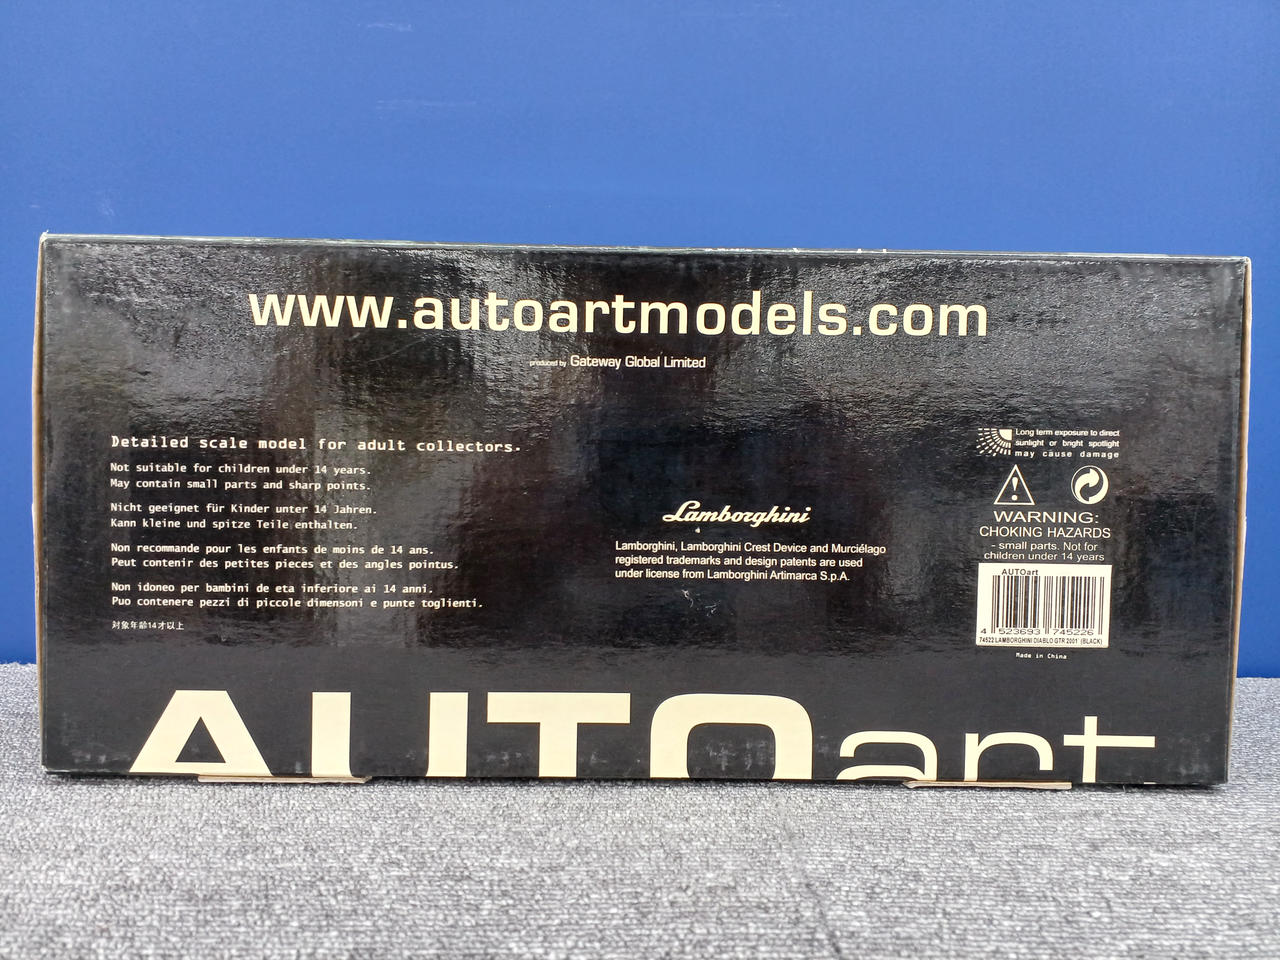 www.autoartmodels.com
produced by Gateway Global Limited
Detailed scale model for adult collectors.
Not suitable for children under 14 years.
May contain small parts and sharp points.
Nicht geeignet für Kinder unter 14 Jahren.
Kann kleine und spitze Teile enthalten.
Non recommande pour les enfants de moins de 14 ans.
Peut contenir des petites pieces et des angles pointus.
Non idoneo per bambini de eta inferiore ai 14 anni.
Puo contenere pezzi di piccole dimensoni e punte toglienti.
対象年齢14才以上
Lamborghini
Lamborghini, Lamborghini Crest Device and Murciélago
registered trademarks and design patents are used
under license from Lamborghini Artimarca S.p.A.
Long term exposure to direct
sunlight or bright spotlight
may cause damage
WARNING:
CHOKING HAZARDS
- small parts. Not for
children under 14 years
AUTOart
4 523693 745226
74522 LAMBORGHINI DIABLO GTR 2001 (BLACK)
Made in China
AUTOart